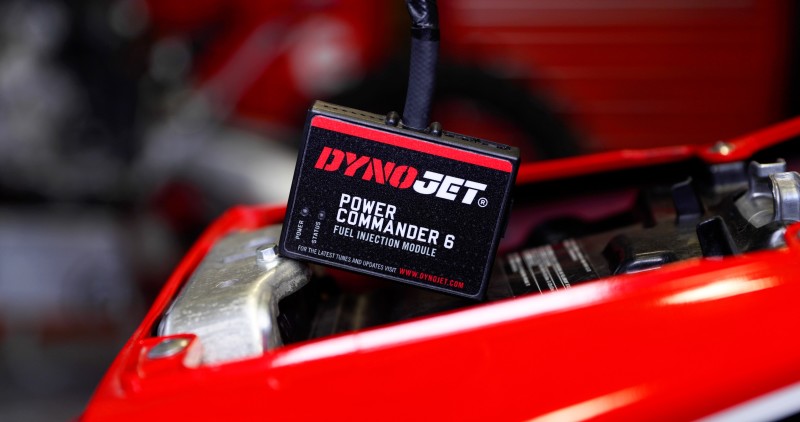 DYNOJET®
POWER
COMMANDER 6
FUEL INJECTION MODULE
POWER
STATUS
FOR THE LATEST TUNES AND UPDATES VISIT WWW.DYNOJET.COM